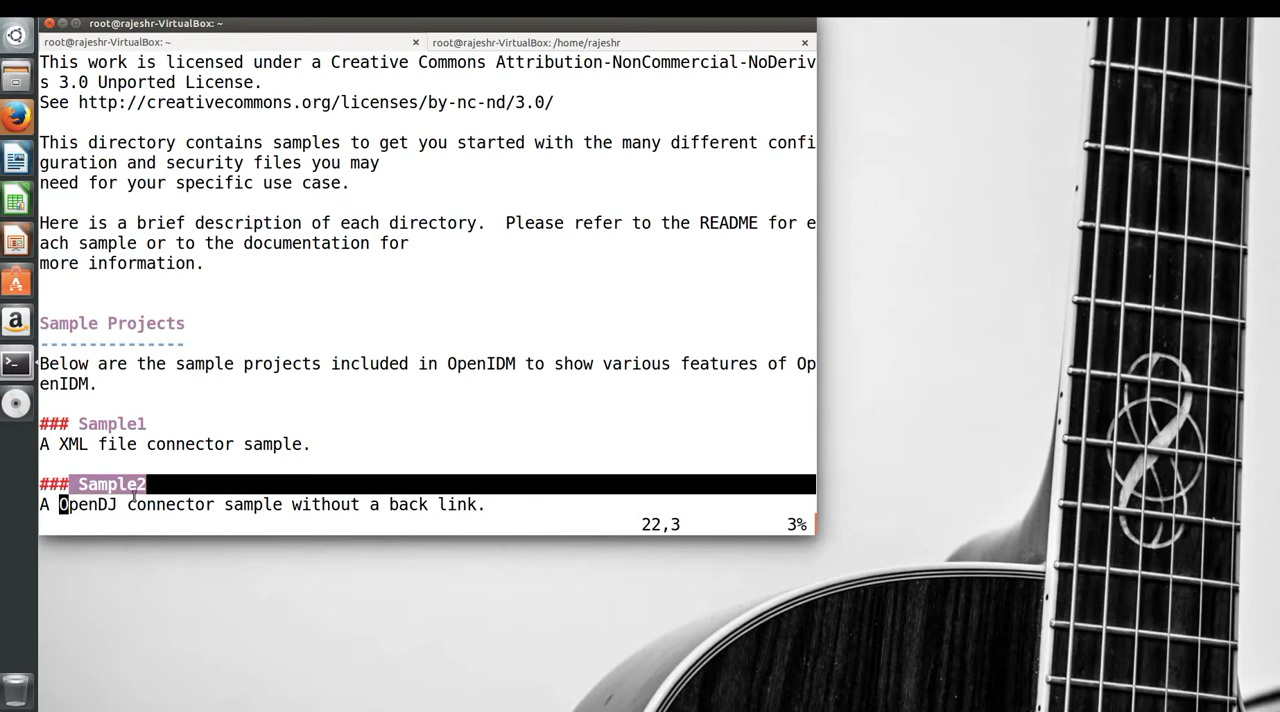 root@rajeshr-VirtualBox: ~
root@rajeshr-VirtualBox: ~ × root@rajeshr-VirtualBox: /home/rajeshr ×
This work is licensed under a Creative Commons Attribution-NonCommercial-NoDeriv
s 3.0 Unported License.
See http://creativecommons.org/licenses/by-nc-nd/3.0/
This directory contains samples to get you started with the many different confi
guration and security files you may
need for your specific use case.
Here is a brief description of each directory.  Please refer to the README for e
ach sample or to the documentation for
more information.
Sample Projects
---------------
Below are the sample projects included in OpenIDM to show various features of Op
enIDM.
### Sample1
A XML file connector sample.
### Sample2
A OpenDJ connector sample without a back link.
22,3 3%